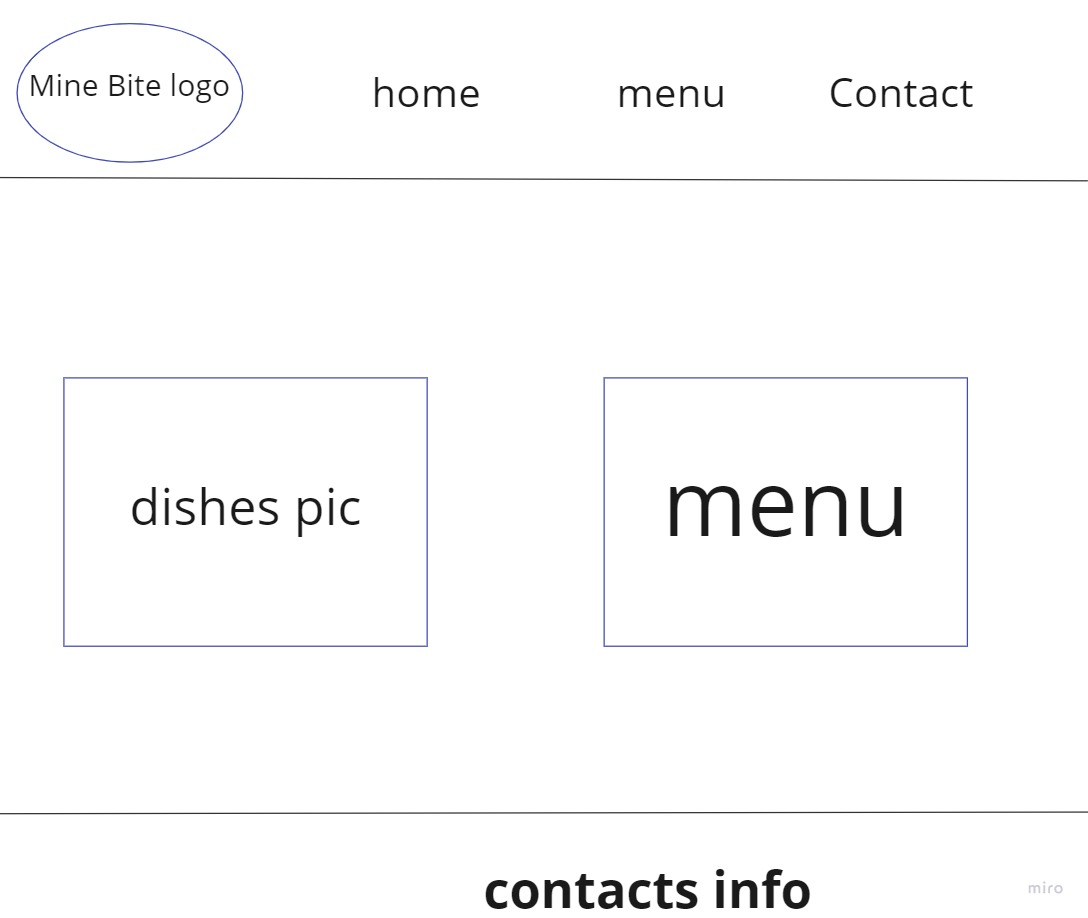 Mine Bite logo
home menu Contact
dishes pic
menu
contacts info
miro